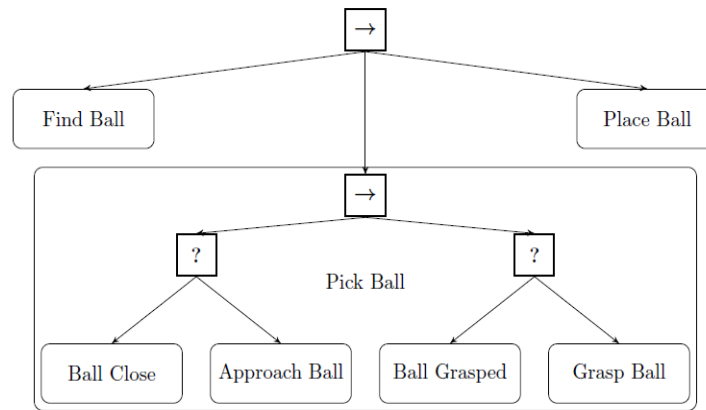 →
Find Ball
Place Ball
→
?
?
Pick Ball
Ball Close
Approach Ball
Ball Grasped
Grasp Ball